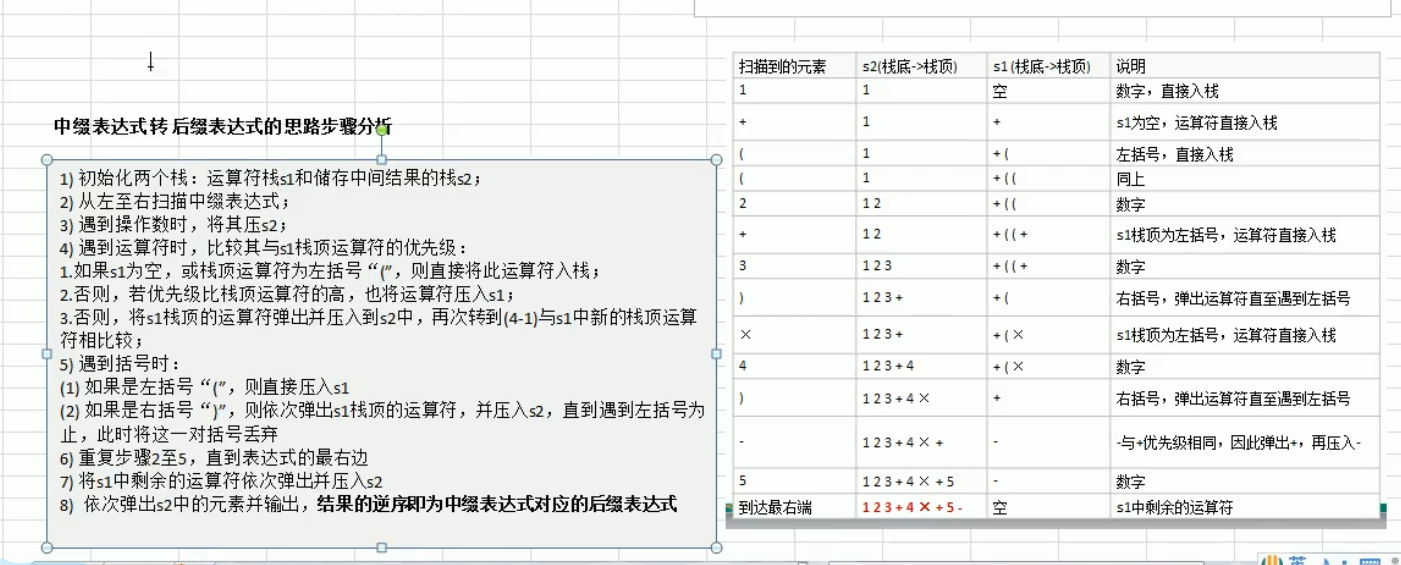 中缀表达式转后缀表达式的思路步骤分析
1) 初始化两个栈：运算符栈s1和储存中间结果的栈s2；
2) 从左至右扫描中缀表达式；
3) 遇到操作数时，将其压s2；
4) 遇到运算符时，比较其与s1栈顶运算符的优先级：
1.如果s1为空，或栈顶运算符为左括号“(”，则直接将此运算符入栈；
2.否则，若优先级比栈顶运算符的高，也将运算符压入s1；
3.否则，将s1栈顶的运算符弹出并压入到s2中，再次转到(4-1)与s1中新的栈顶运算
符相比较；
5) 遇到括号时：
(1) 如果是左括号“(”，则直接压入s1
(2) 如果是右括号“)”，则依次弹出s1栈顶的运算符，并压入s2，直到遇到左括号为
止，此时将这一对括号丢弃
6) 重复步骤2至5，直到表达式的最右边
7) 将s1中剩余的运算符依次弹出并压入s2
8) 依次弹出s2中的元素并输出，结果的逆序即为中缀表达式对应的后缀表达式
扫描到的元素 s2(栈底->栈顶) s1 (栈底->栈顶) 说明
1 1 空 数字，直接入栈
+ 1 + s1为空，运算符直接入栈
( 1 + ( 左括号，直接入栈
( 1 + ( ( 同上
2 1 2 + ( ( 数字
+ 1 2 + ( ( + s1栈顶为左括号，运算符直接入栈
3 1 2 3 + ( ( + 数字
) 1 2 3 + + ( 右括号，弹出运算符直至遇到左括号
× 1 2 3 + + ( × s1栈顶为左括号，运算符直接入栈
4 1 2 3 + 4 + ( × 数字
) 1 2 3 + 4 × + 右括号，弹出运算符直至遇到左括号
- 1 2 3 + 4 × + - -与+优先级相同，因此弹出+，再压入-
5 1 2 3 + 4 × + 5 - 数字
到达最右端 1 2 3 + 4 × + 5 - 空 s1中剩余的运算符
英